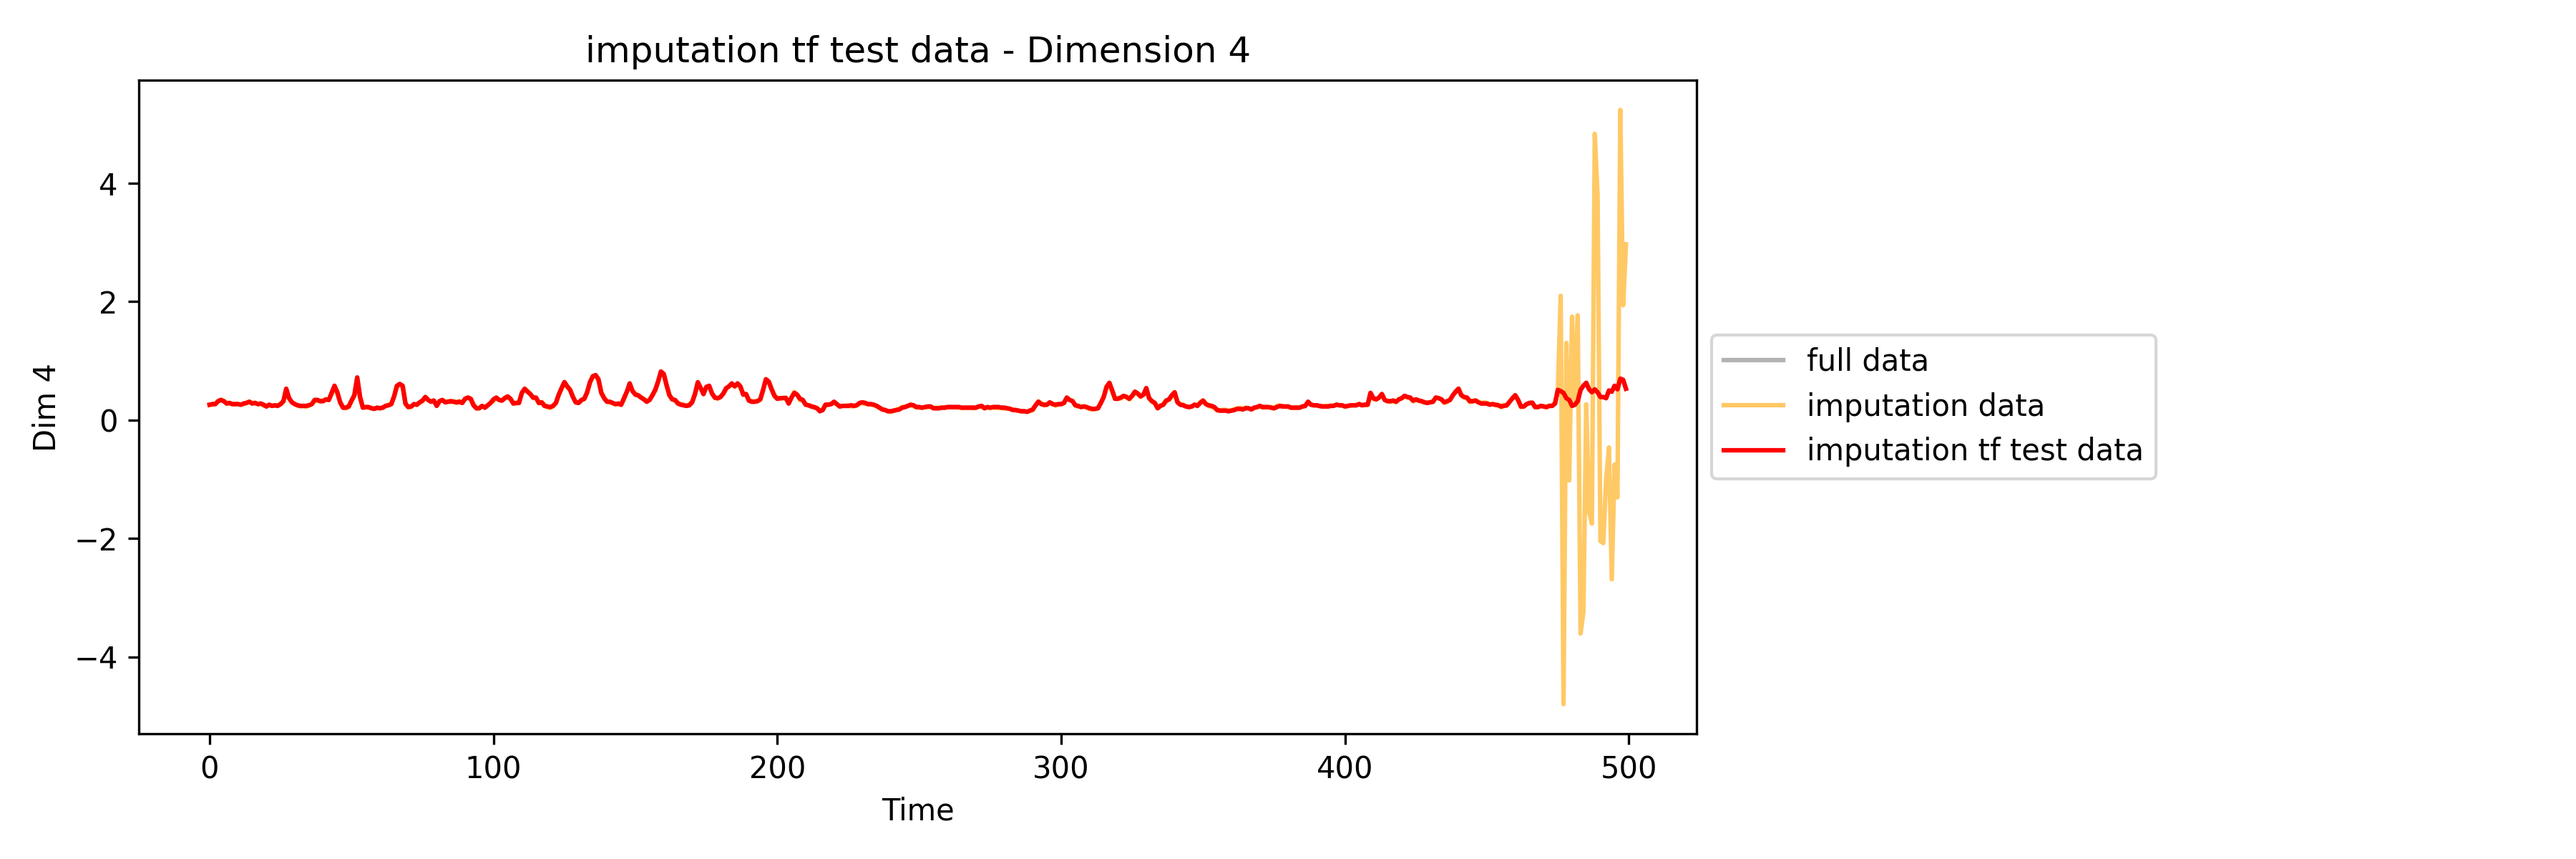 imputation tf test data - Dimension 4
Dim 4
4
2
0
−2
−4
0 100 200 300 400 500
Time
full data
imputation data
imputation tf test data